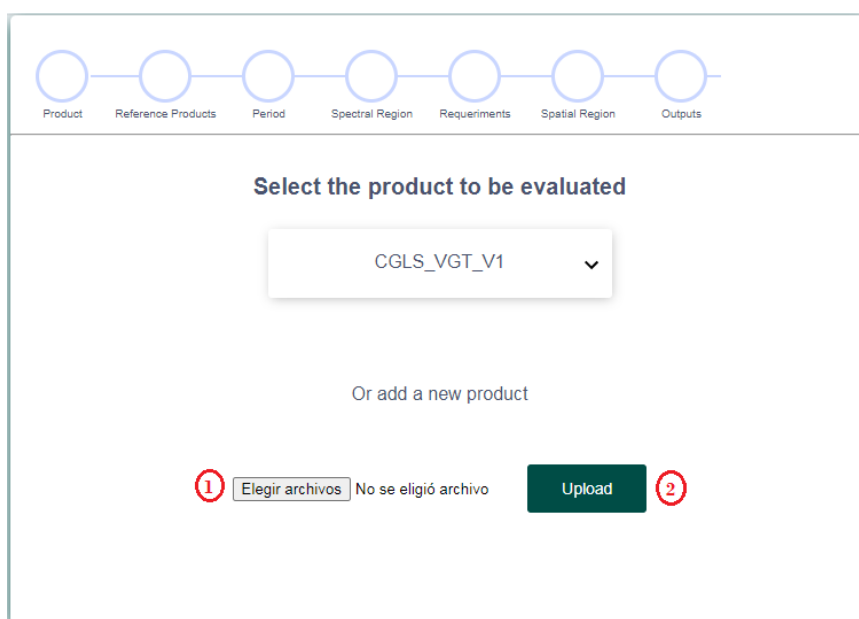 Product Reference Products Period Spectral Region Requeriments Spatial Region Outputs
Select the product to be evaluated
CGLS_VGT_V1
Or add a new product
1 Elegir archivos No se eligió archivo Upload 2